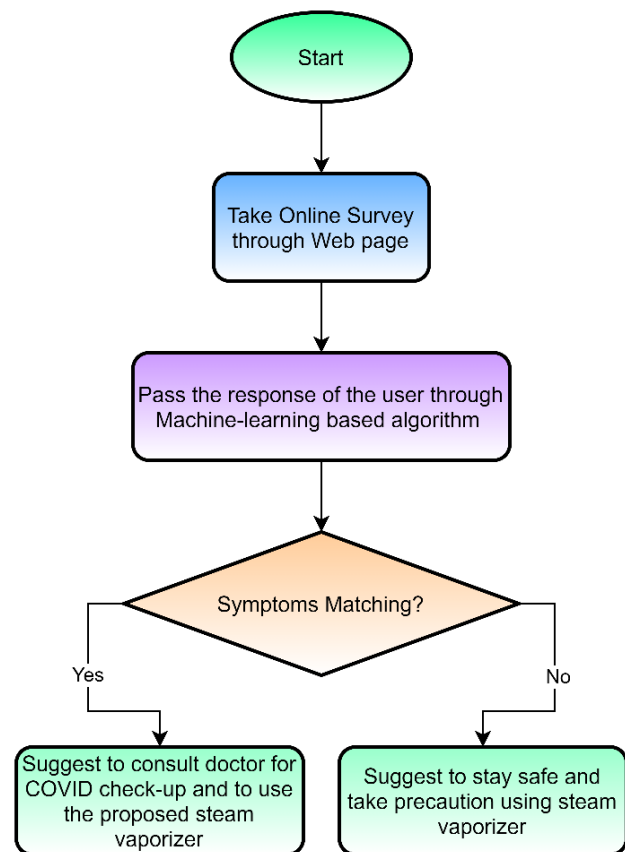 Start
Take Online Survey
through Web page
Pass the response of the user through
Machine-learning based algorithm
Symptoms Matching?
Yes
No
Suggest to consult doctor for
COVID check-up and to use
the proposed steam
vaporizer
Suggest to stay safe and
take precaution using steam
vaporizer